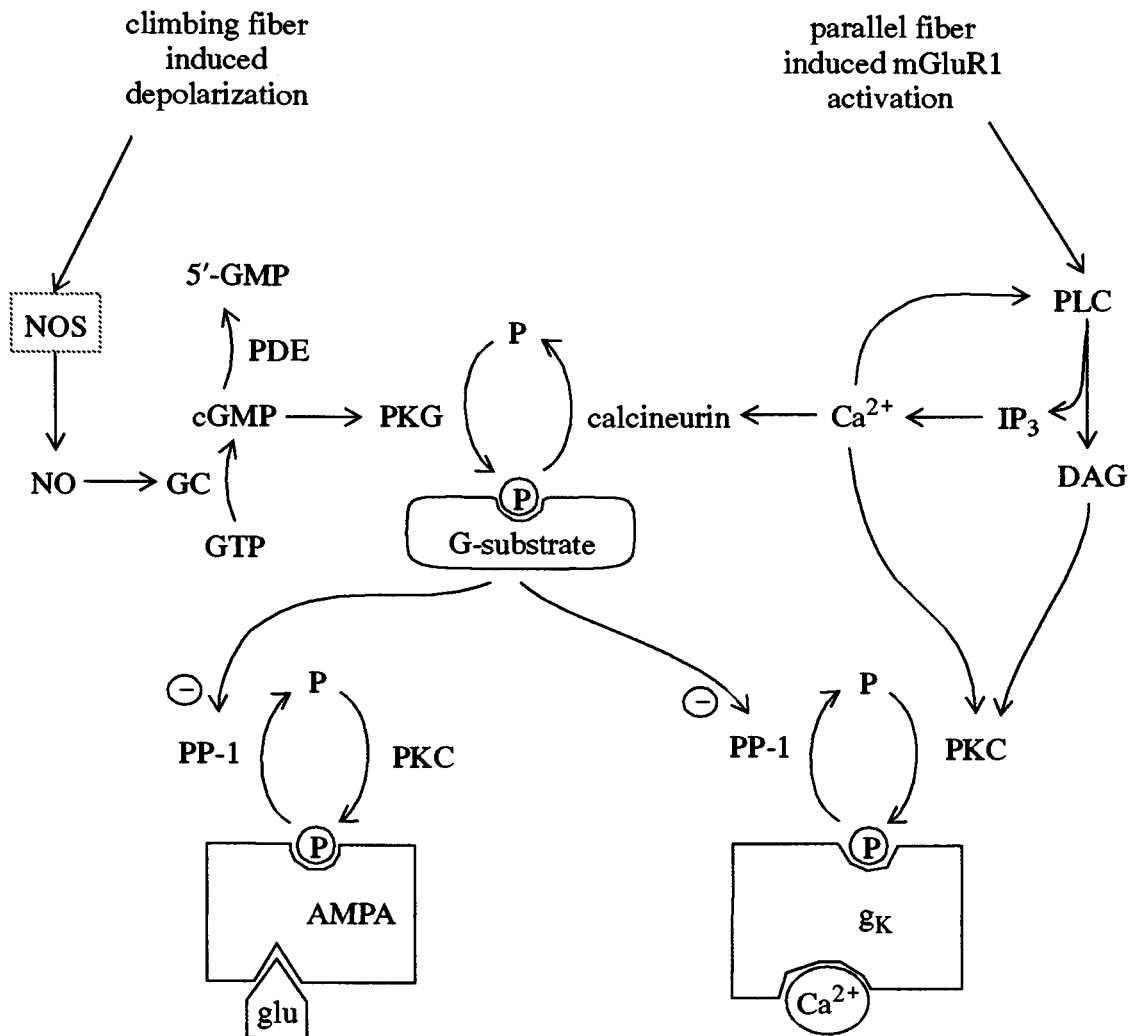 climbing fiber
induced
depolarization
parallel fiber
induced mGluR1
activation
5′-GMP
NOS
PDE
P
PLC
cGMP
PKG
calcineurin
Ca2+
IP3
NO
GC
P
DAG
GTP
G-substrate
−
P
−
P
PP-1
PKC
PP-1
PKC
P
P
AMPA
gK
glu
Ca2+